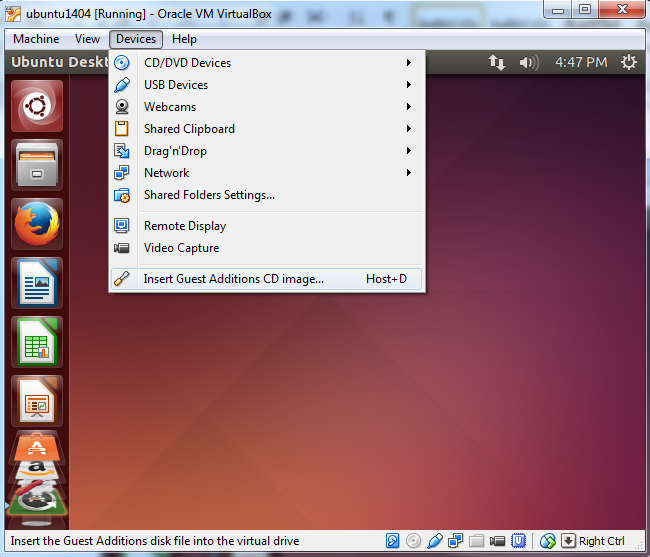 ubuntu1404 [Running] - Oracle VM VirtualBox
Machine View Devices Help
Ubuntu Deskt
4:47 PM
CD/DVD Devices
USB Devices
Webcams
Shared Clipboard
Drag'n'Drop
Network
Shared Folders Settings...
Remote Display
Video Capture
Insert Guest Additions CD image... Host+D
Insert the Guest Additions disk file into the virtual drive
Right Ctrl